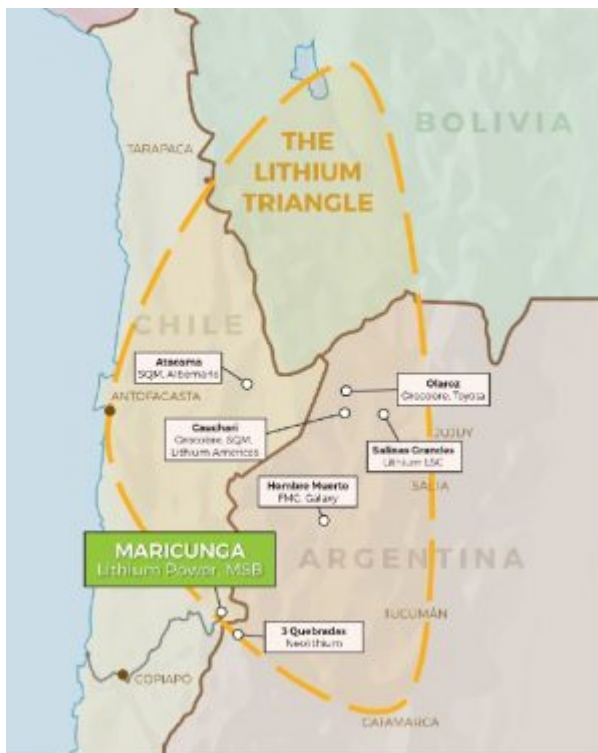 BOLIVIA
THE
LITHIUM
TRIANGLE
TARAPACA
CHILE
Atacama
SQM, Albemarle
ANTOFAGASTA
Olaroz
Orocobre, Toyota
Cauchari
Orocobre, SQM,
Lithium Americas
JUJUY
Salinas Grandes
Lithium LSC
SALTA
Hombre Muerto
FMC, Galaxy
MARICUNGA
Lithium Power, MSB
ARGENTINA
TUCUMÁN
3 Quebradas
Neolithium
COPIAPO
CATAMARCA